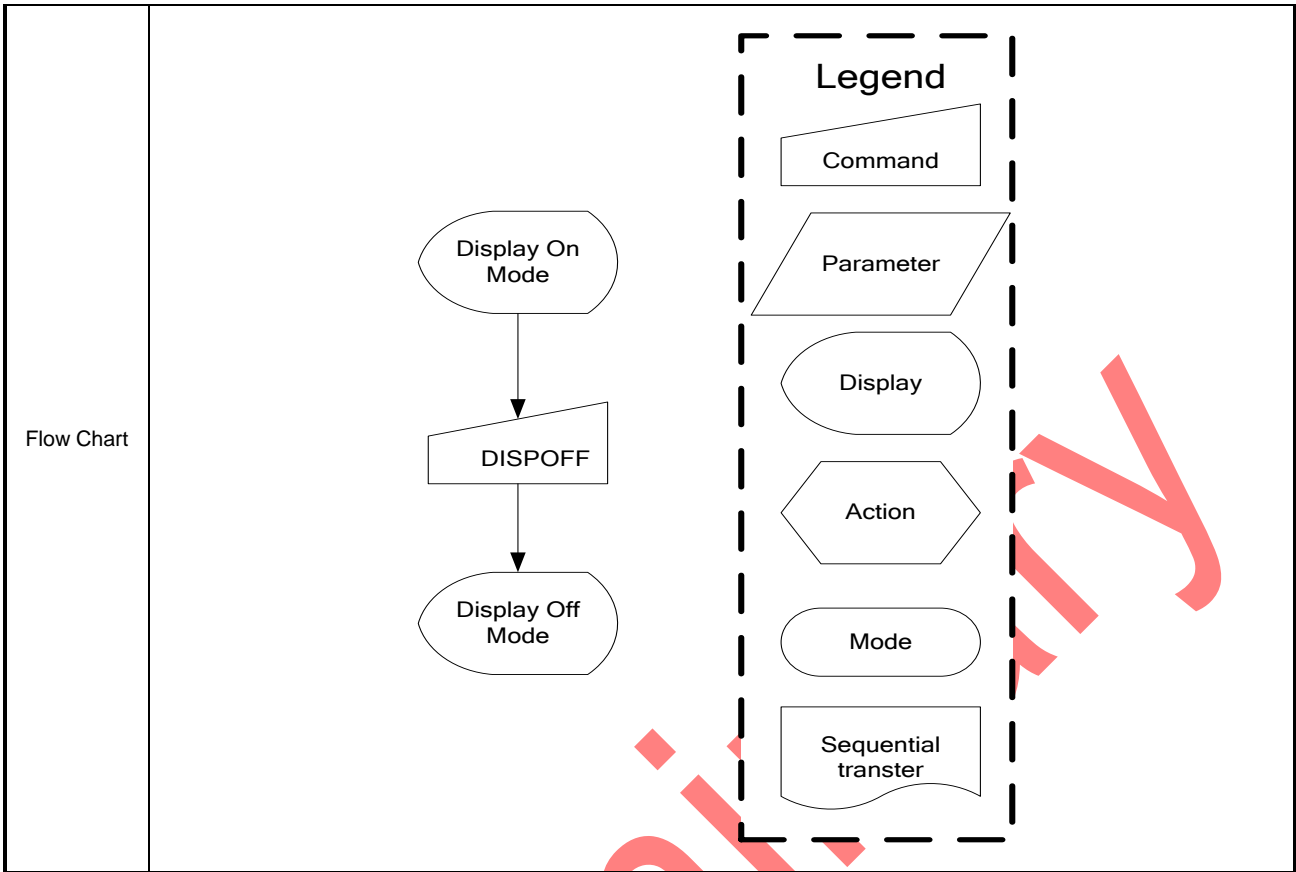 Flow Chart
Display On
Mode
DISPOFF
Display Off
Mode
Legend
Command
Parameter
Display
Action
Mode
Sequential
transter